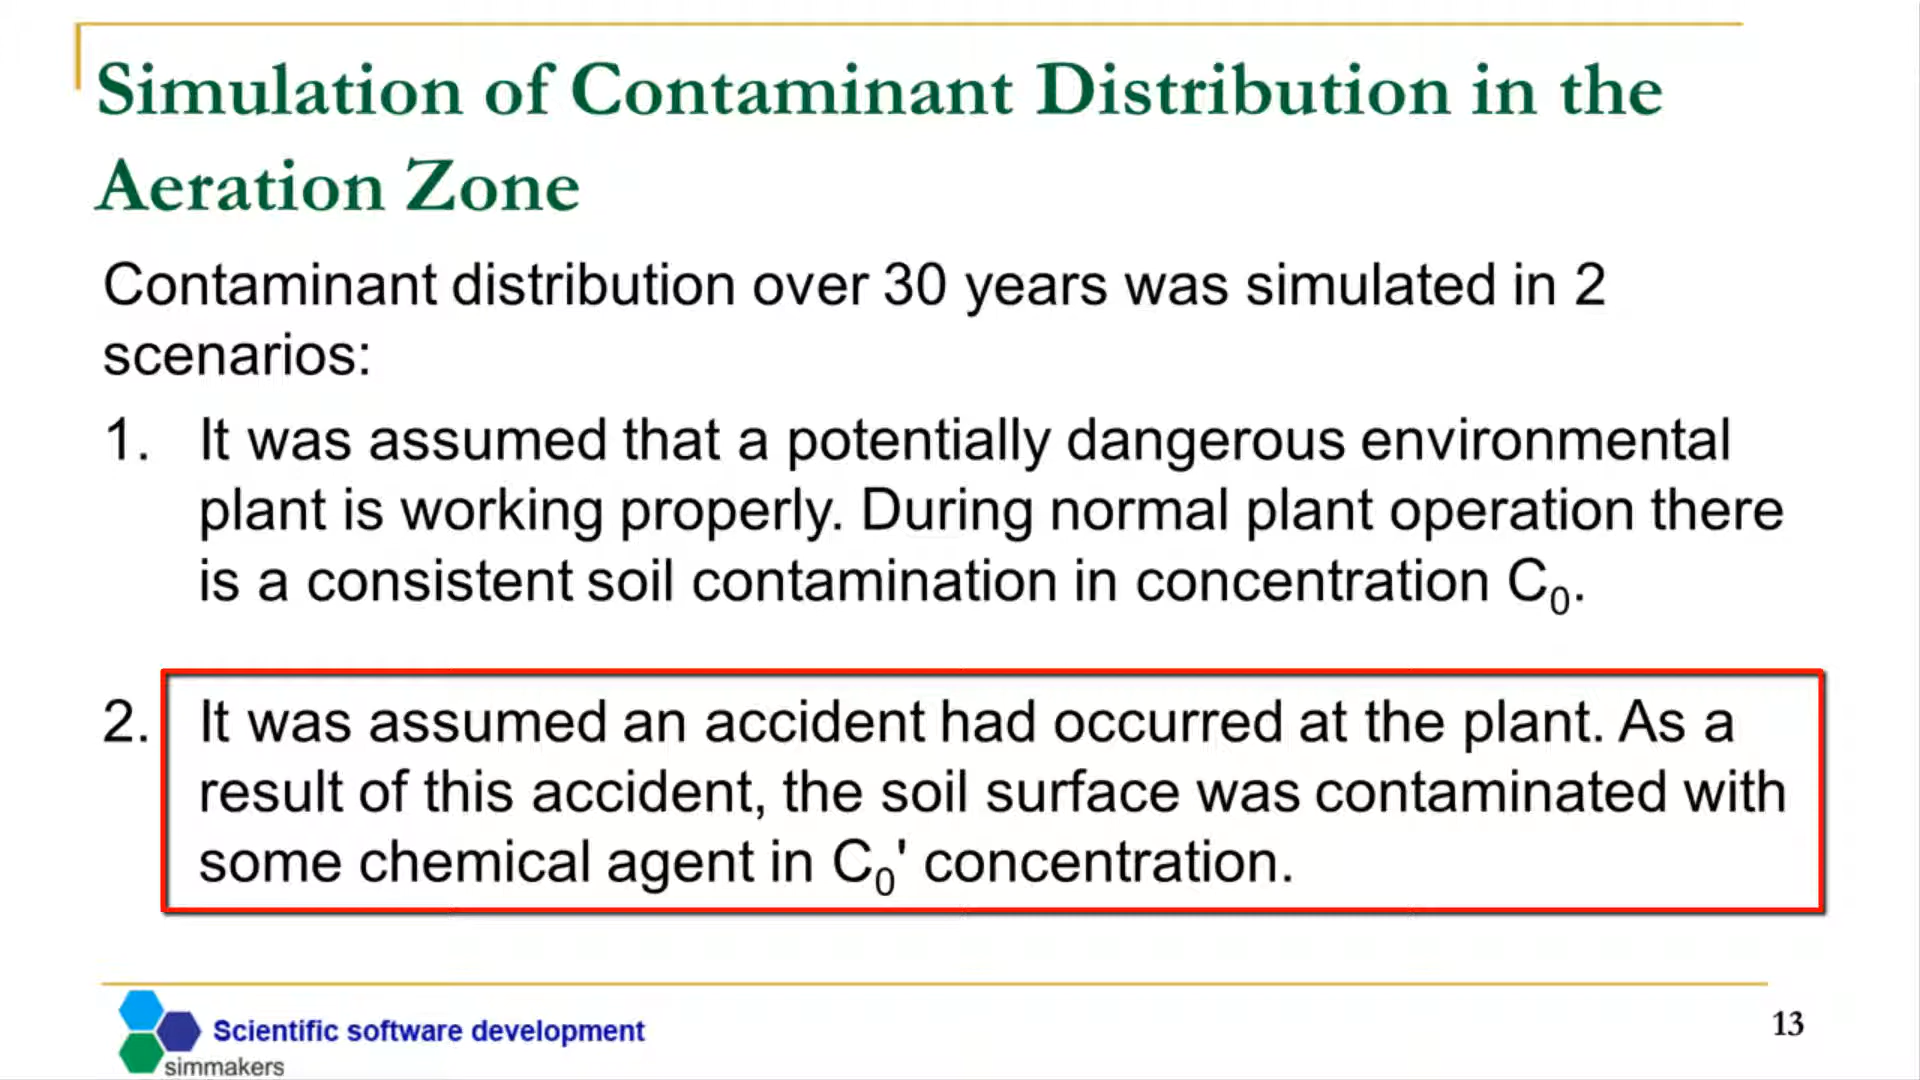 Simulation of Contaminant Distribution in the
Aeration Zone
Contaminant distribution over 30 years was simulated in 2
scenarios:
1. It was assumed that a potentially dangerous environmental
plant is working properly. During normal plant operation there
is a consistent soil contamination in concentration C₀.
2. It was assumed an accident had occurred at the plant. As a
result of this accident, the soil surface was contaminated with
some chemical agent in C₀' concentration.
Scientific software development
simmakers
13